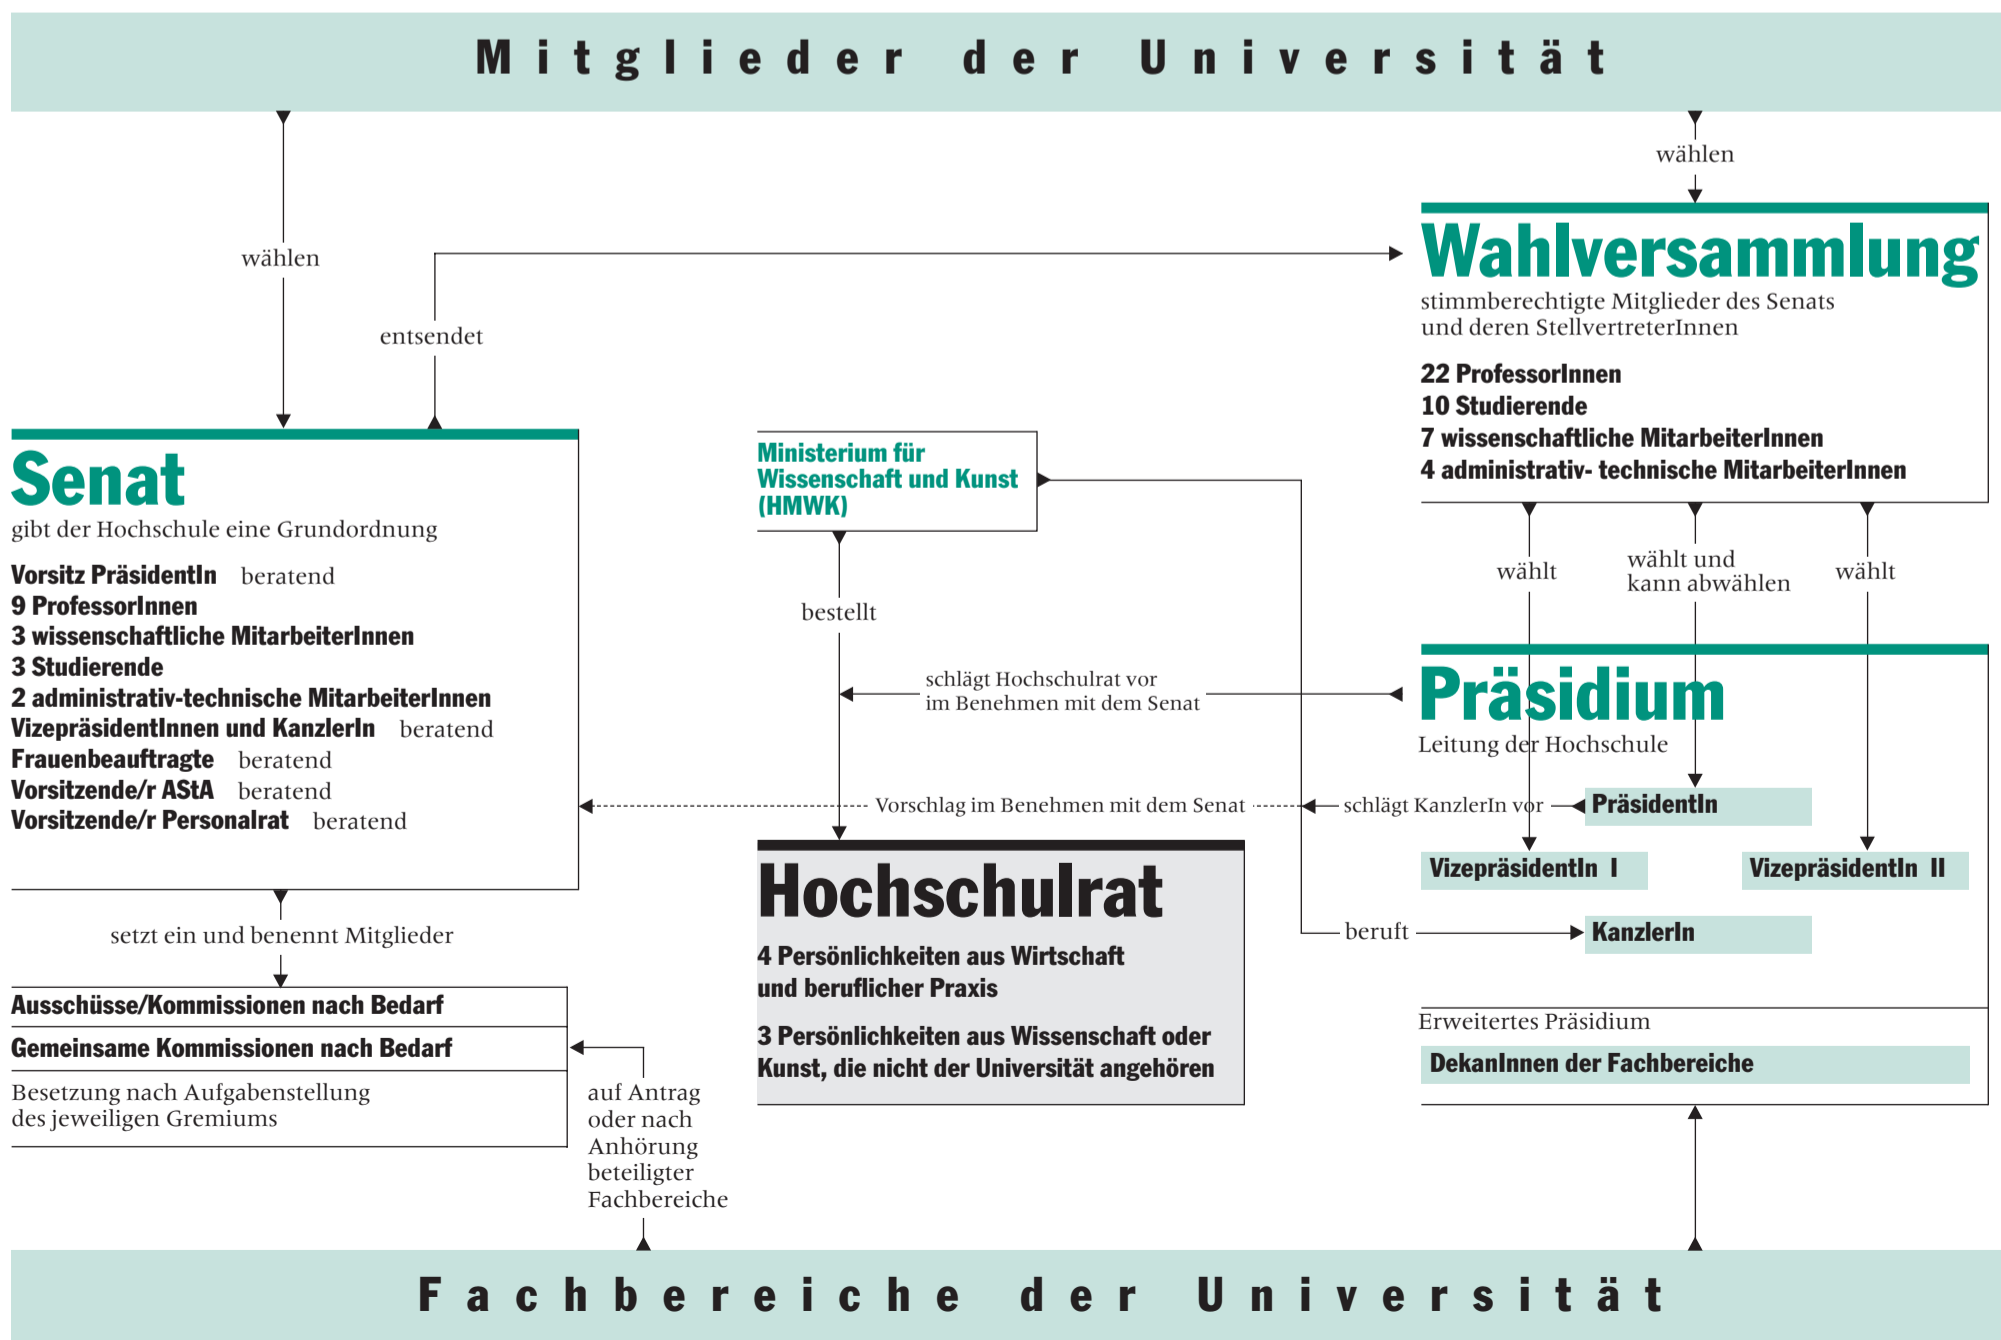 Mitglieder der Universität
wählen
wählen
entsendet
Wahlversammlung
stimmberechtigte Mitglieder des Senats
und deren StellvertreterInnen
22 ProfessorInnen
10 Studierende
7 wissenschaftliche MitarbeiterInnen
4 administrativ- technische MitarbeiterInnen
Senat
gibt der Hochschule eine Grundordnung
Vorsitz PräsidentIn beratend
9 ProfessorInnen
3 wissenschaftliche MitarbeiterInnen
3 Studierende
2 administrativ-technische MitarbeiterInnen
VizepräsidentInnen und KanzlerIn beratend
Frauenbeauftragte beratend
Vorsitzende/r AStA beratend
Vorsitzende/r Personalrat beratend
Ministerium für
Wissenschaft und Kunst
(HMWK)
bestellt
wählt
wählt und
kann abwählen
wählt
schlägt Hochschulrat vor
im Benehmen mit dem Senat
Präsidium
Leitung der Hochschule
Vorschlag im Benehmen mit dem Senat
schlägt KanzlerIn vor
PräsidentIn
VizepräsidentIn I
VizepräsidentIn II
beruft
KanzlerIn
Erweitertes Präsidium
DekanInnen der Fachbereiche
Hochschulrat
4 Persönlichkeiten aus Wirtschaft
und beruflicher Praxis
3 Persönlichkeiten aus Wissenschaft oder
Kunst, die nicht der Universität angehören
setzt ein und benennt Mitglieder
Ausschüsse/Kommissionen nach Bedarf
Gemeinsame Kommissionen nach Bedarf
Besetzung nach Aufgabenstellung
des jeweiligen Gremiums
auf Antrag
oder nach
Anhörung
beteiligter
Fachbereiche
Fachbereiche der Universität